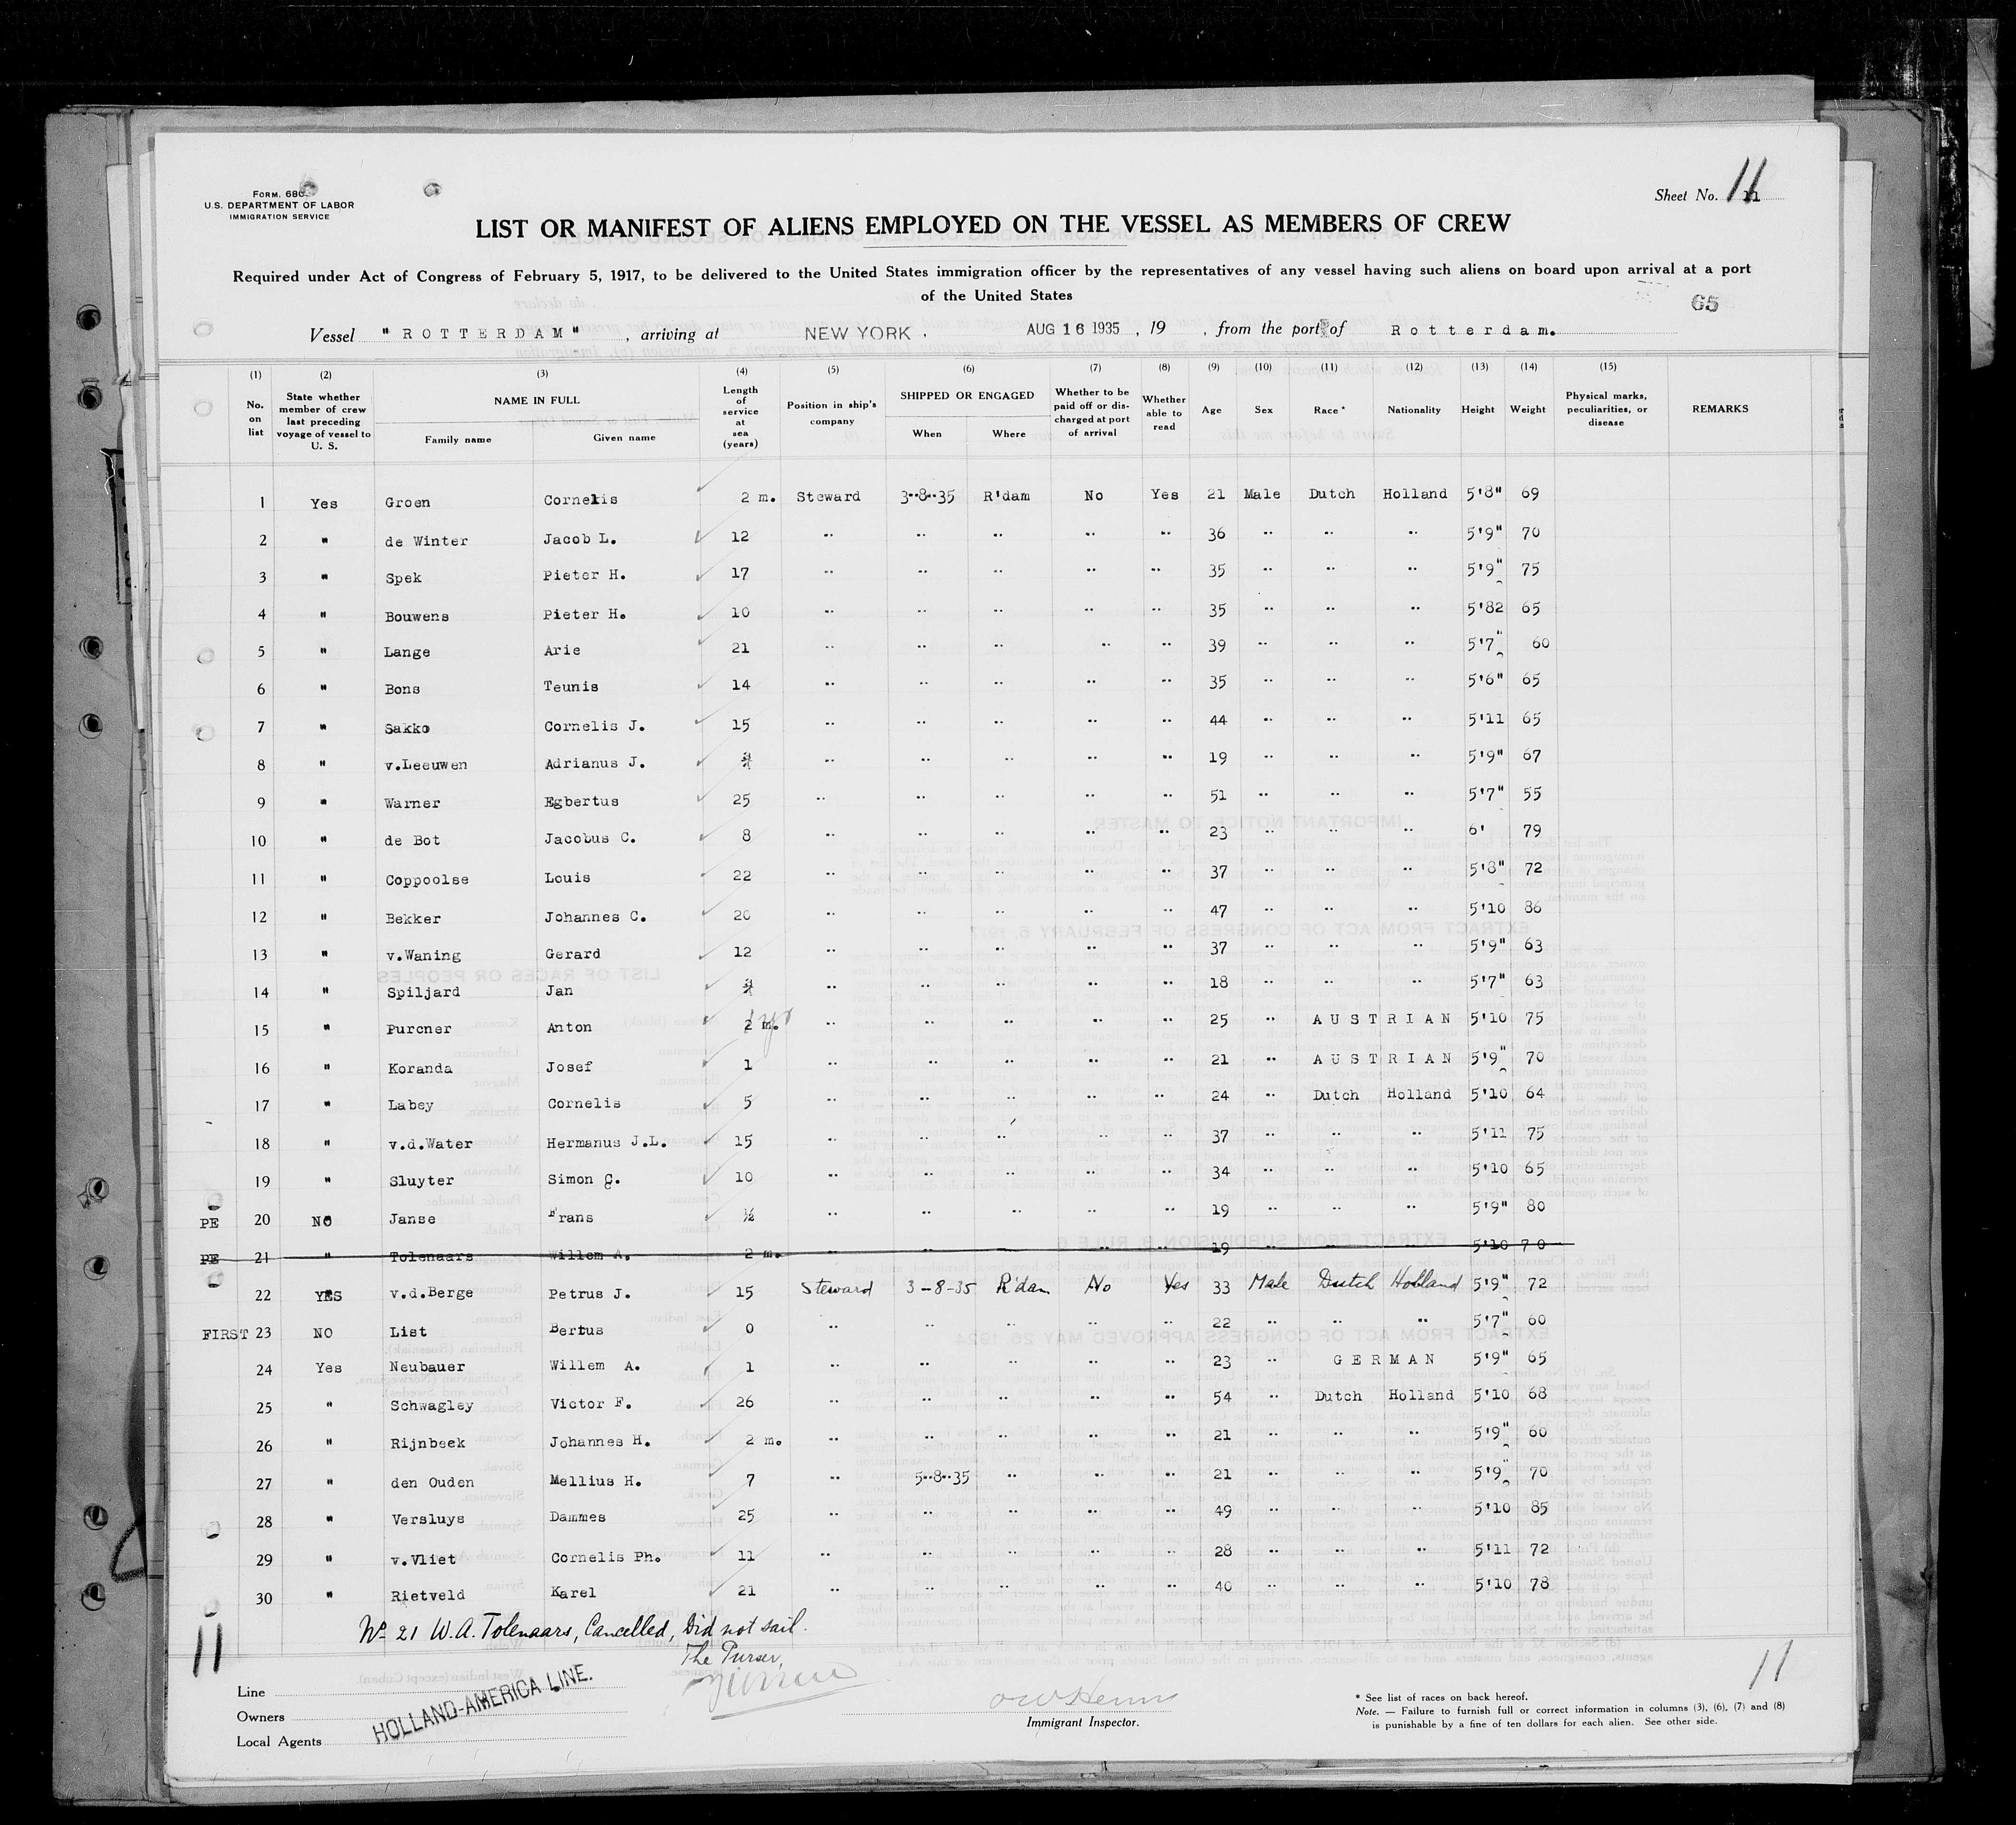 FORM. 680
U.S. DEPARTMENT OF LABOR
IMMIGRATION SERVICE
Sheet No. 11 11
LIST OR MANIFEST OF ALIENS EMPLOYED ON THE VESSEL AS MEMBERS OF CREW
Required under Act of Congress of February 5, 1917, to be delivered to the United States immigration officer by the representatives of any vessel having such aliens on board upon arrival at a port
of the United States
65
Vessel "ROTTERDAM", arriving at NEW YORK, AUG 16 1935, 19 , from the port of Rotterdam.
(1) (2) (3) (4) (5) (6) (7) (8) (9) (10) (11) (12) (13) (14) (15)
No. on list
State whether member of crew last preceding voyage of vessel to U. S.
NAME IN FULL
Family name
Given name
Length of service at sea (years)
Position in ship's company
SHIPPED OR ENGAGED
When
Where
Whether to be paid off or discharged at port of arrival
Whether able to read
Age
Sex
Race *
Nationality
Height
Weight
Physical marks, peculiarities, or disease
REMARKS
1 Yes Groen Cornelis 2 m. Steward 3-8-35 R'dam No Yes 21 Male Dutch Holland 5'8" 69
2 " de Winter Jacob L. 12 " " " " " 36 " " " 5'9" 70
3 " Spek Pieter H. 17 " " " " " 35 " " " 5'9" 75
4 " Bouwens Pieter H. 10 " " " " " 35 " " " 5'82 65
5 " Lange Arie 21 " " " " " 39 " " " 5'7" 60
6 " Bons Teunis 14 " " " " " 35 " " " 5'6" 65
7 " Sakko Cornelis J. 15 " " " " " 44 " " " 5'11 65
8 " v.Leeuwen Adrianus J. " " " " " 19 " " " 5'9" 67
9 " Warner Egbertus 25 " " " " " 51 " " " 5'7" 55
10 " de Bot Jacobus C. 8 " " " " " 23 " " " 6' 79
11 " Coppoolse Louis 22 " " " " " 37 " " " 5'8" 72
12 " Bekker Johannes C. 20 " " " " " 47 " " " 5'10 86
13 " v.Waning Gerard 12 " " " " " 37 " " " 5'9" 63
14 " Spiljard Jan " " " " " 18 " " " 5'7" 63
15 " Purcner Anton 2 m. " " " " " 25 " AUSTRIAN 5'10 75
16 " Koranda Josef 1 " " " " " 21 " AUSTRIAN 5'9" 70
17 " Labey Cornelis 5 " " " " " 24 " Dutch Holland 5'10 64
18 " v.d.Water Hermanus J.L. 15 " " " " " 37 " " " 5'11 75
19 " Sluyter Simon C. 10 " " " " " 34 " " " 5'10 65
PE 20 NO Janse Frans ½ " " " " " 19 " " " 5'9" 80
PE 21 " Tolenaars Willem A. 2 m. " " " " " 19 " " " 5'10 70
22 YES v.d.Berge Petrus J. 15 Steward 3-8-35 R'dam No Yes 33 Male Dutch Holland 5'9" 72
FIRST 23 NO List Bertus 0 " " " " " 22 " " " 5'7" 60
24 Yes Neubauer Willem A. 1 " " " " " 23 " GERMAN 5'9" 65
25 " Schwagley Victor F. 26 " " " " " 54 " Dutch Holland 5'10 68
26 " Rijnbeek Johannes H. 2 m. " " " " " 21 " " " 5'9" 60
27 " den Ouden Mellius H. 7 " 5-8-35 " " " 21 " " " 5'9" 70
28 " Versluys Dammes 25 " " " " " 49 " " " 5'10 85
29 " v.Vliet Cornelis Ph. 11 " " " " " 28 " " " 5'11 72
30 " Rietveld Karel 21 " " " " " 40 " " " 5'10 78
No 21 W.A. Tolenaars, Cancelled, Did not sail.
The Purser,
11
11
Line
Owners
Local Agents
HOLLAND-AMERICA LINE.
Immigrant Inspector.
* See list of races on back hereof.
Note. — Failure to furnish full or correct information in columns (3), (6), (7) and (8)
is punishable by a fine of ten dollars for each alien. See other side.